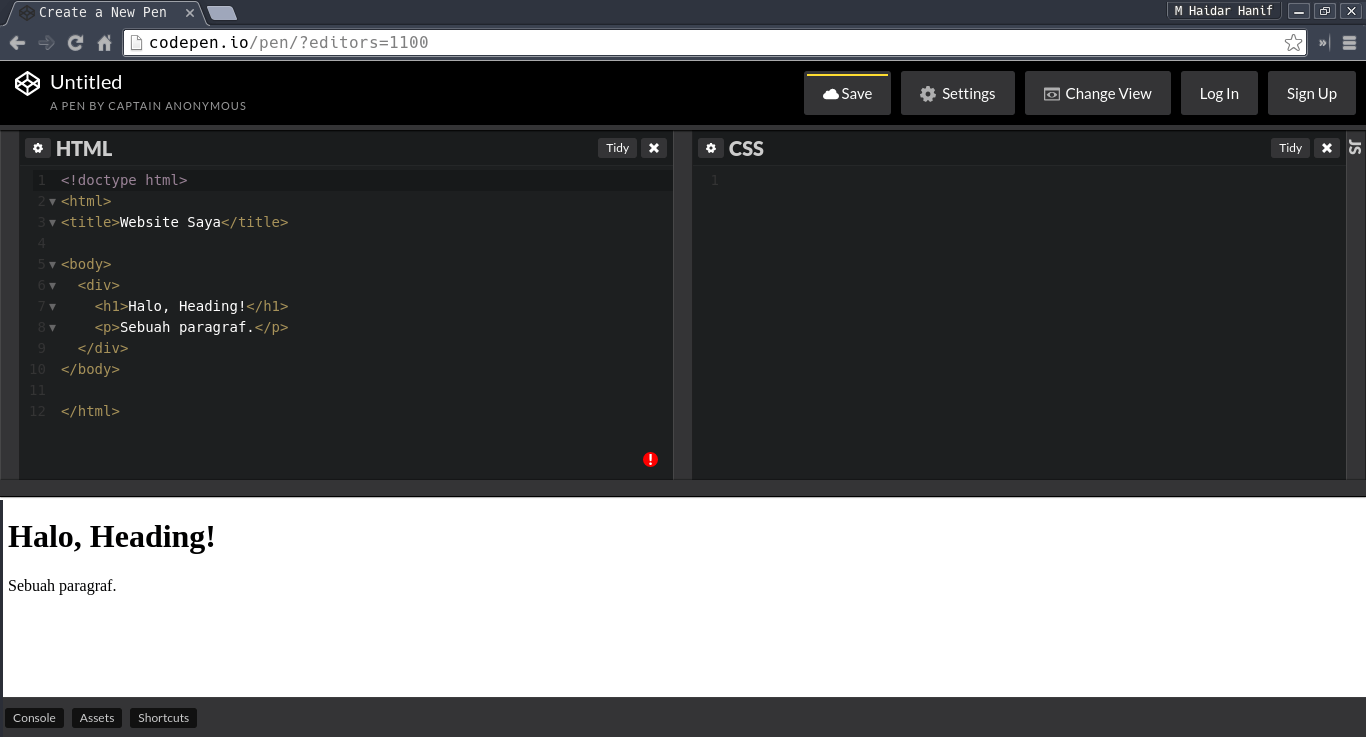 Create a New Pen
M Haidar Hanif
codepen.io/pen/?editors=1100
Untitled
A PEN BY CAPTAIN ANONYMOUS
Save
Settings
Change View
Log In
Sign Up
HTML
Tidy
CSS
Tidy
JS
1 <!doctype html>
2 <html>
3 <title>Website Saya</title>
4
5 <body>
6 <div>
7 <h1>Halo, Heading!</h1>
8 <p>Sebuah paragraf.</p>
9 </div>
10 </body>
11
12 </html>
1
Halo, Heading!
Sebuah paragraf.
Console
Assets
Shortcuts